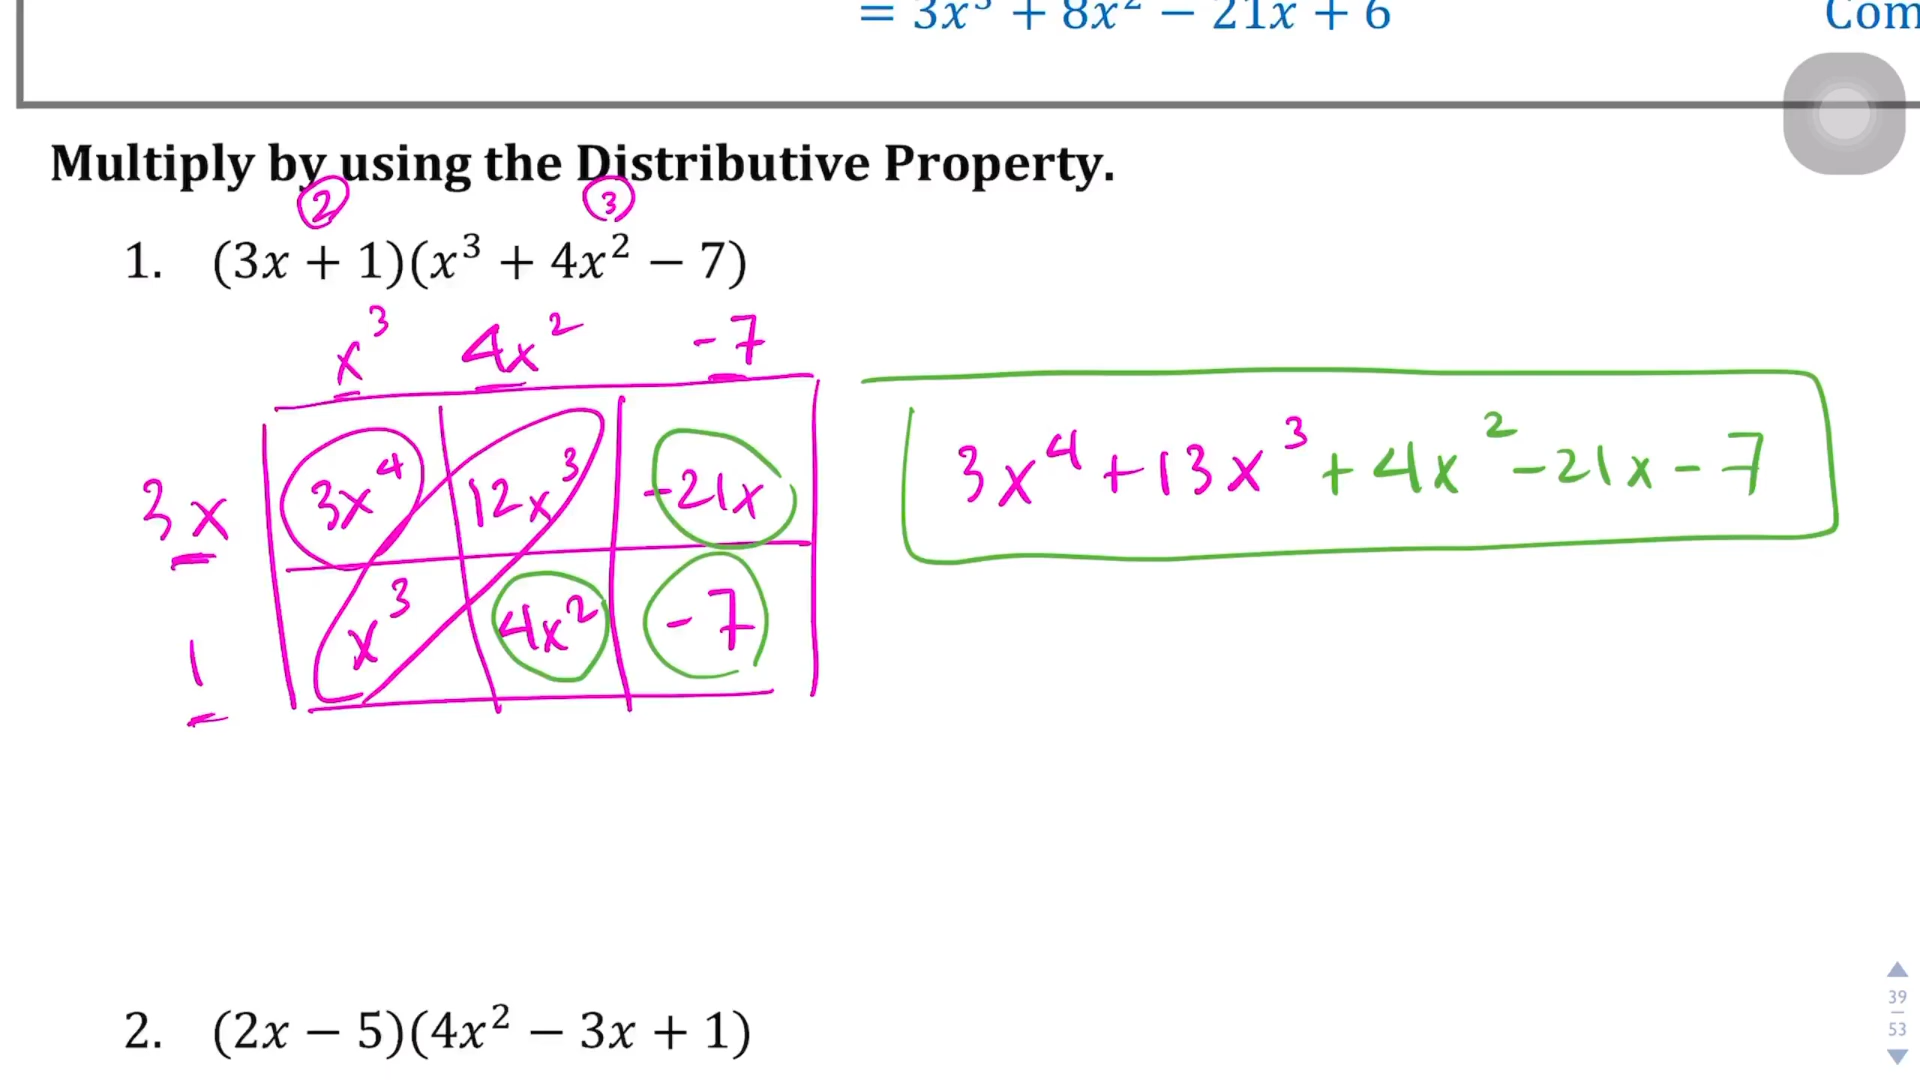 = 3x³ + 8x² − 21x + 6 Com
Multiply by using the Distributive Property.
2 3
1. (3x + 1)(x³ + 4x² − 7)
x³ 4x² -7
3x 3x⁴ 12x³ -21x
3x⁴ + 13x³ + 4x² - 21x - 7
1 x³ 4x² -7
2. (2x − 5)(4x² − 3x + 1)
39
53